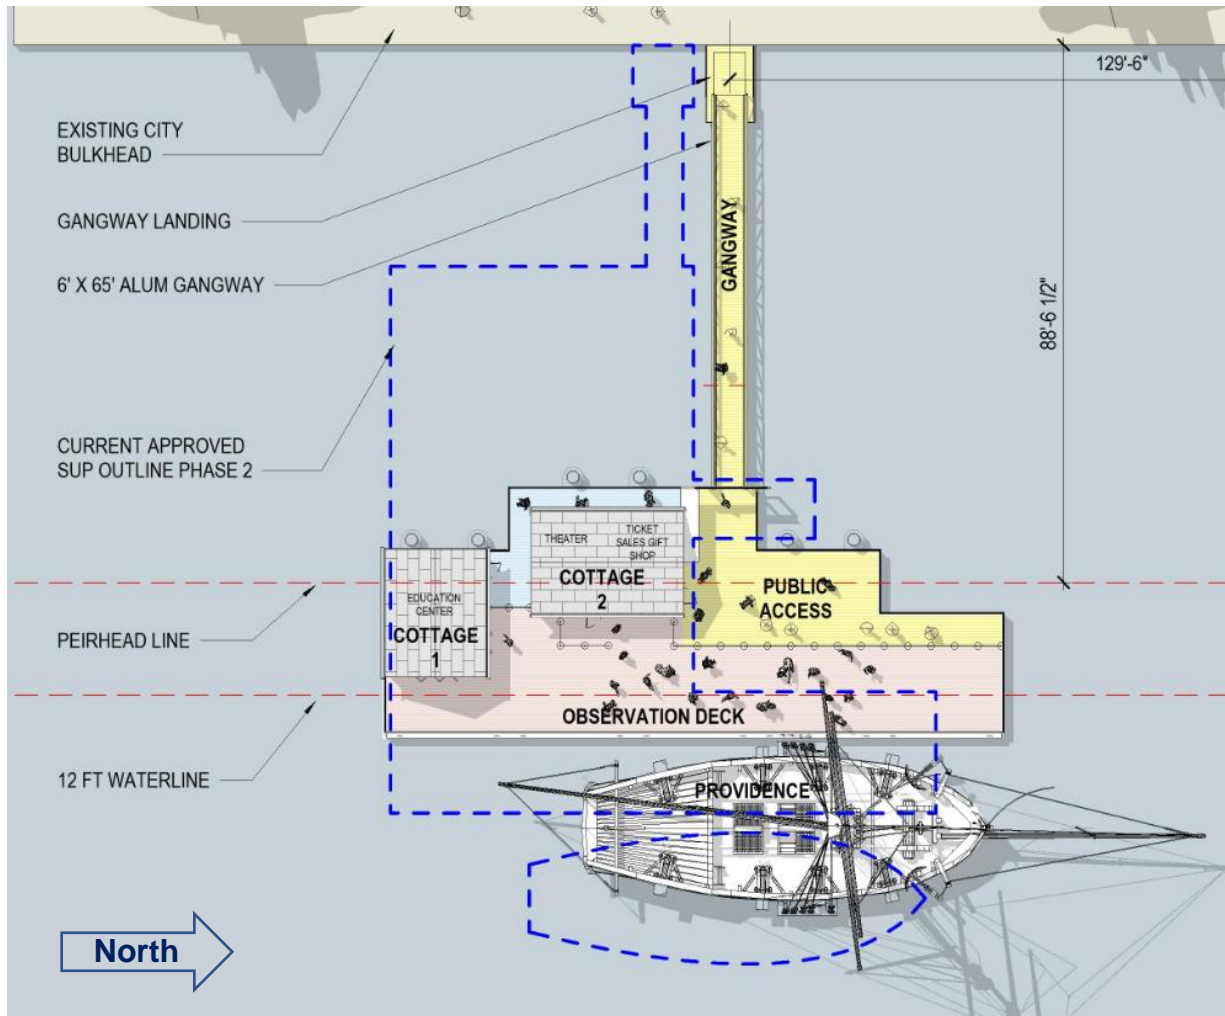 129'-6"
EXISTING CITY
BULKHEAD
GANGWAY LANDING
6' X 65' ALUM GANGWAY
GANGWAY
88'-6 1/2"
CURRENT APPROVED
SUP OUTLINE PHASE 2
THEATER
TICKET
SALES GIFT
SHOP
COTTAGE
2
PUBLIC
ACCESS
EDUCATION
CENTER
COTTAGE
1
PEIRHEAD LINE
OBSERVATION DECK
12 FT WATERLINE
PROVIDENCE
North